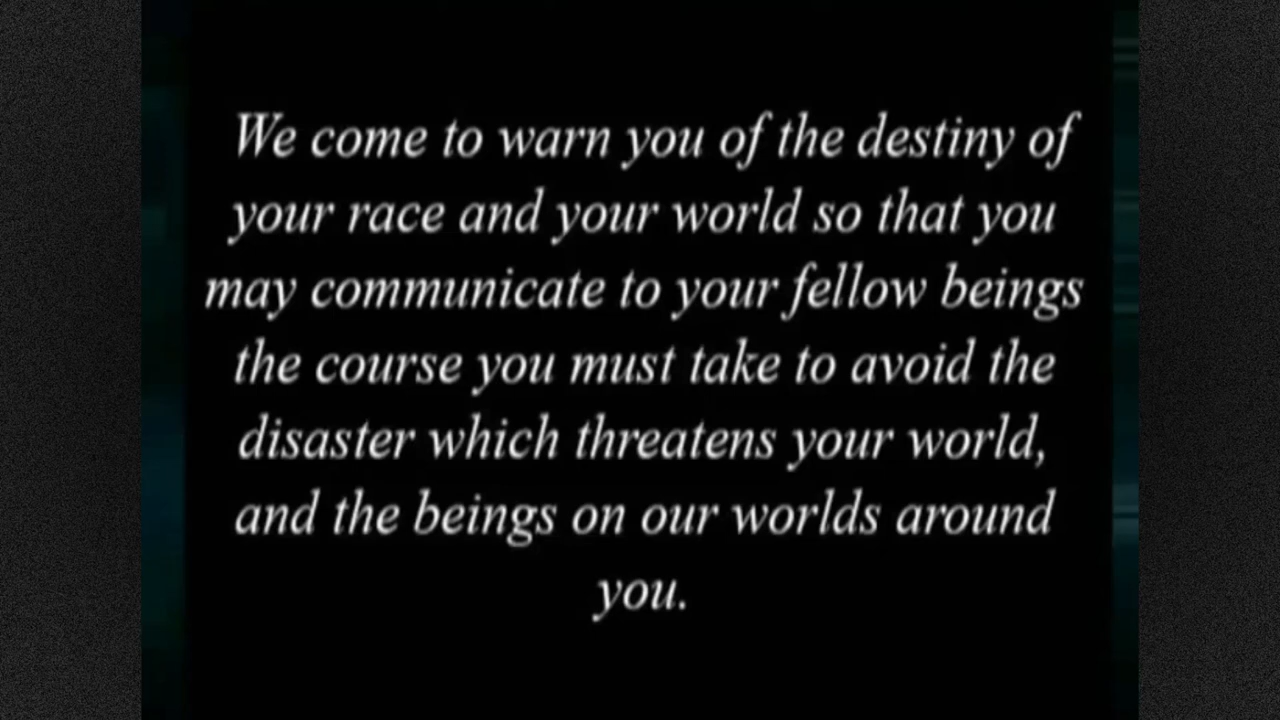 We come to warn you of the destiny of
your race and your world so that you
may communicate to your fellow beings
the course you must take to avoid the
disaster which threatens your world,
and the beings on our worlds around
you.